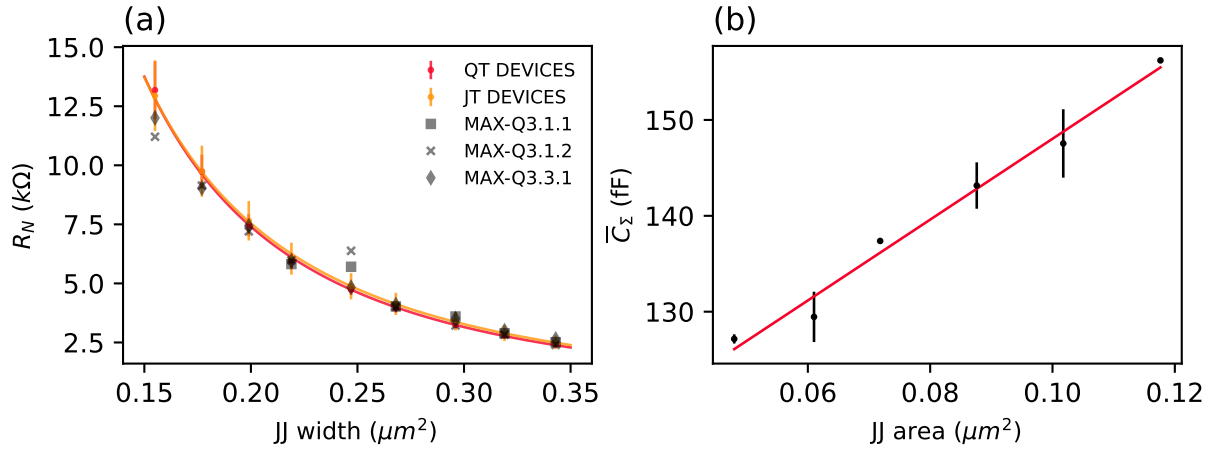 (a)
R_N (kΩ)
15.0
12.5
10.0
7.5
5.0
2.5
0.15 0.20 0.25 0.30 0.35
JJ width (μm²)
QT DEVICES
JT DEVICES
MAX-Q3.1.1
MAX-Q3.1.2
MAX-Q3.3.1
(b)
C̅_Σ (fF)
150
140
130
0.06 0.08 0.10 0.12
JJ area (μm²)